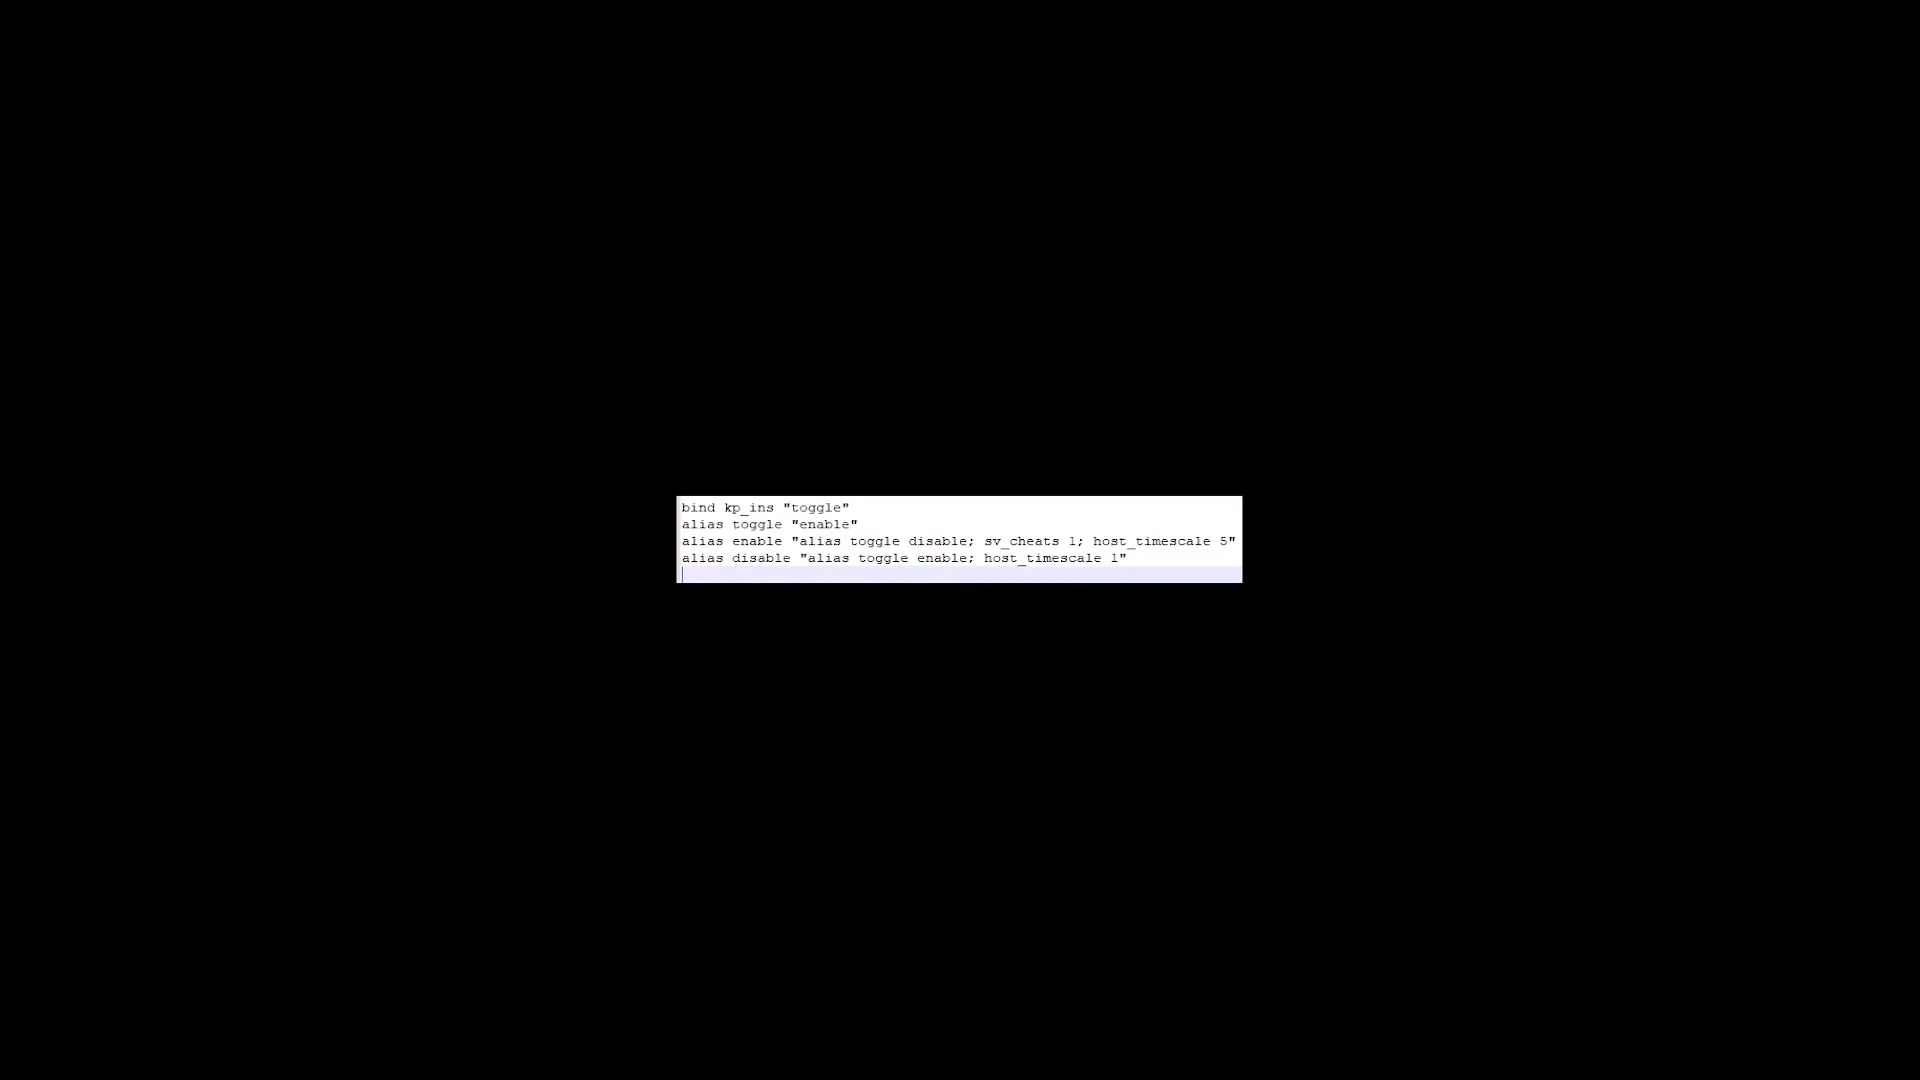 bind kp_ins "toggle"
alias toggle "enable"
alias enable "alias toggle disable; sv_cheats 1; host_timescale 5"
alias disable "alias toggle enable; host_timescale 1"